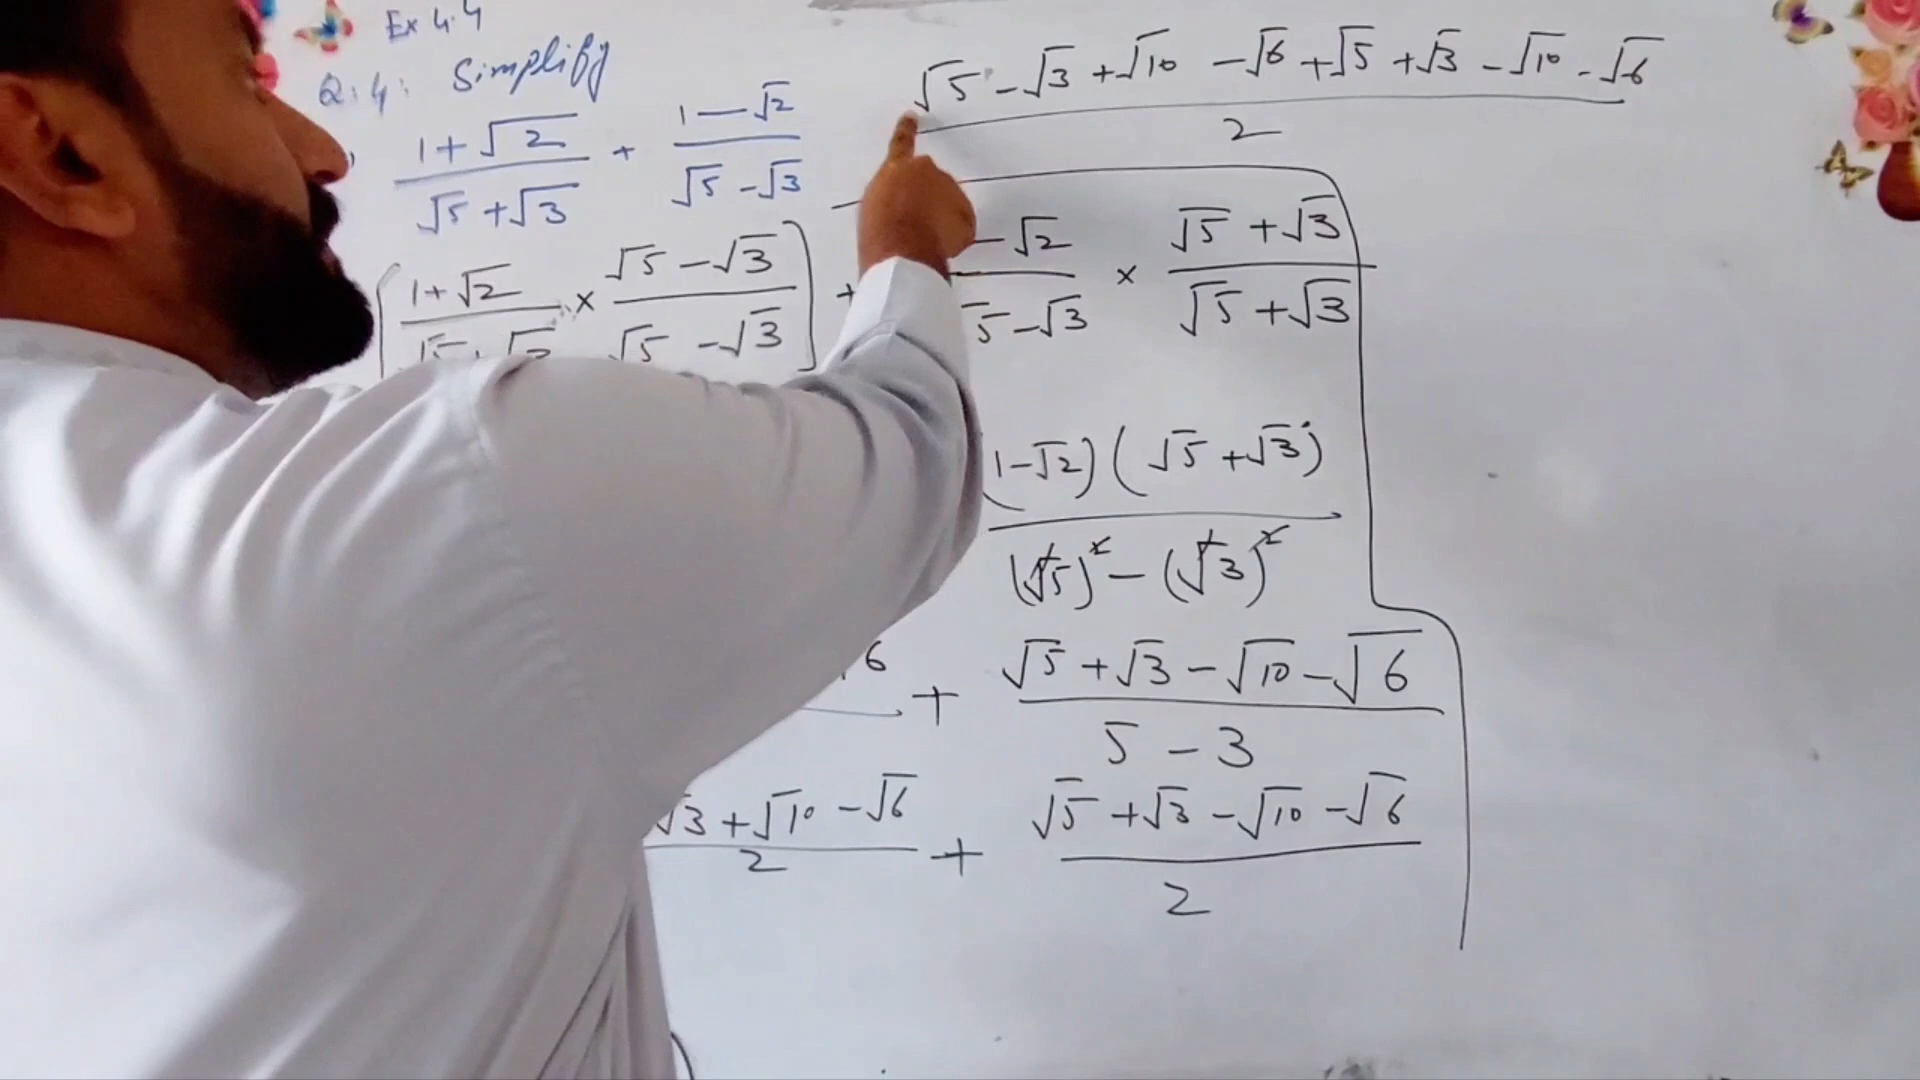 Ex 4.4
Q:4: Simplify
(1+√2)/(√5+√3) + (1-√2)/(√5-√3)
((1+√2)/(√5+√3) × (√5-√3)/(√5-√3)) +
√5-√3+√10-√6+√5+√3-√10-√6
2
-√2/√5-√3 × (√5+√3)/(√5+√3)
(1-√2)(√5+√3)
(√5)²-(√3)²
6 + (√5+√3-√10-√6)/(5-3)
(√3+√10-√6)/2 + (√5+√3-√10-√6)/2